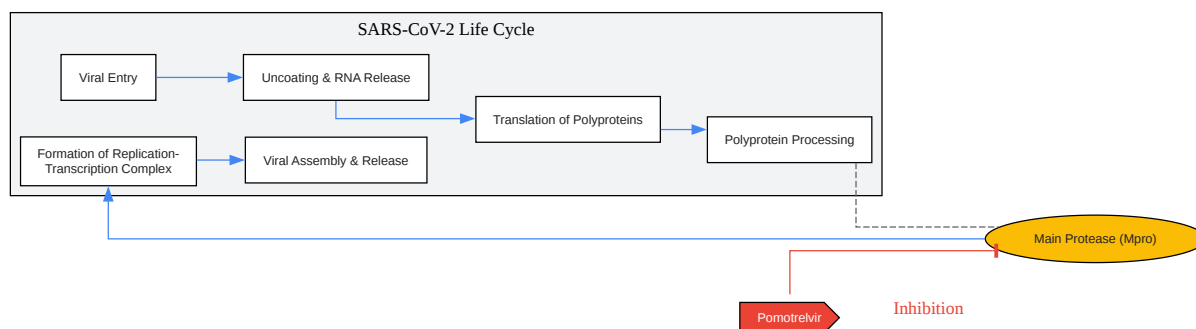 SARS-CoV-2 Life Cycle
Viral Entry
Uncoating & RNA Release
Translation of Polyproteins
Polyprotein Processing
Formation of Replication-
Transcription Complex
Viral Assembly & Release
Main Protease (Mpro)
Inhibition
Pomotrelvir